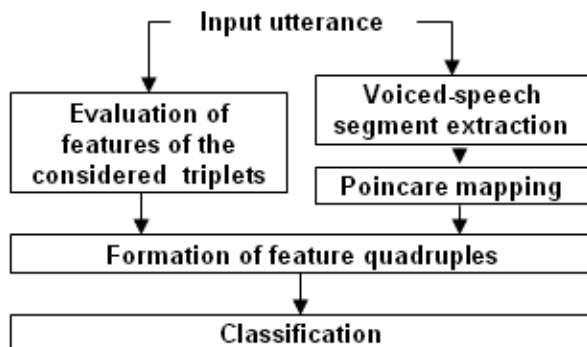 Input utterance
Evaluation of
features of the
considered triplets
Voiced-speech
segment extraction
Poincare mapping
Formation of feature quadruples
Classification